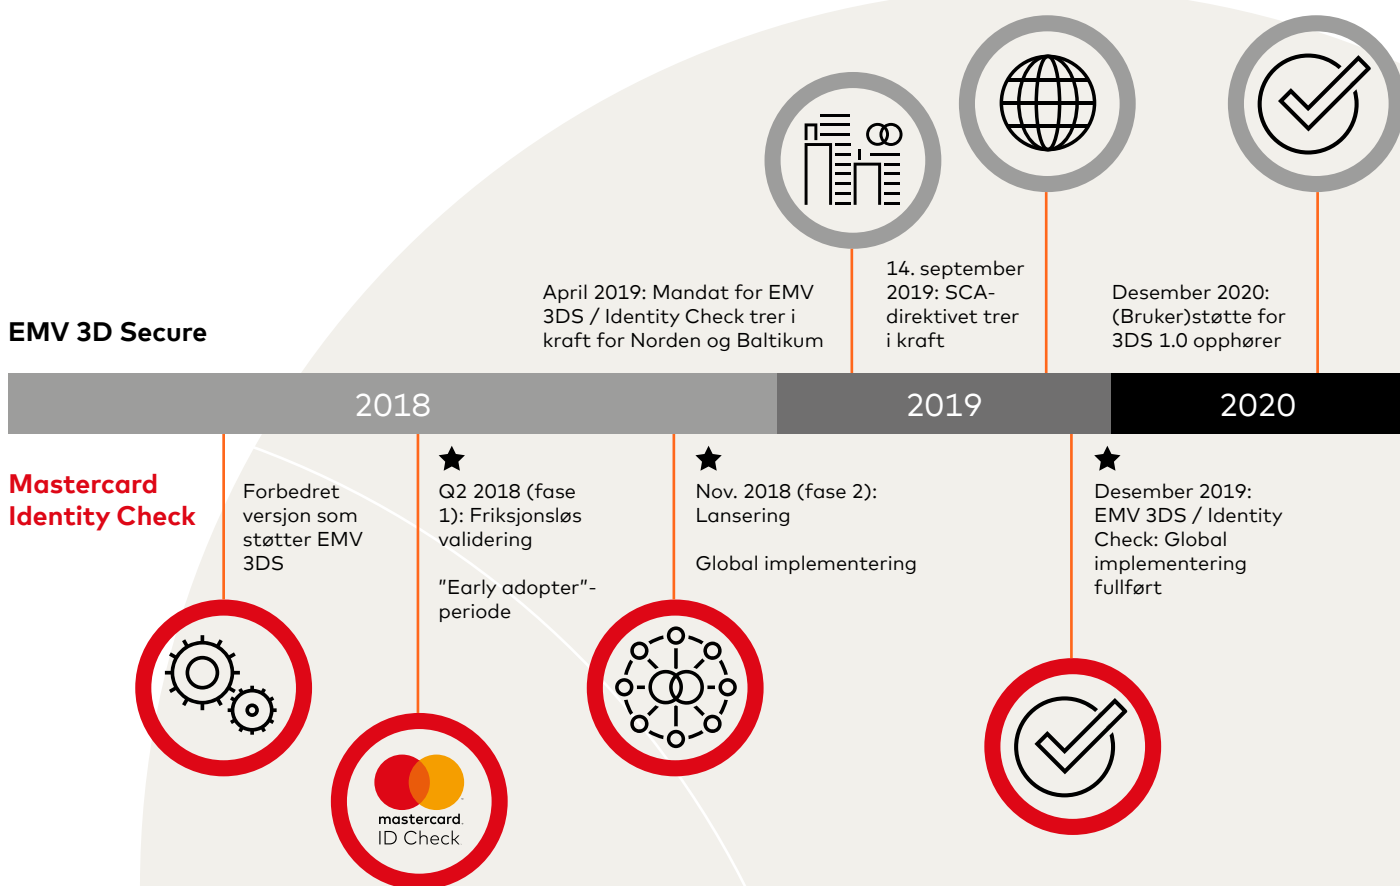 EMV 3D Secure
April 2019: Mandat for EMV
3DS / Identity Check trer i
kraft for Norden og Baltikum
14. september
2019: SCA-
direktivet trer
i kraft
Desember 2020:
(Bruker)støtte for
3DS 1.0 opphører
2018
2019
2020
Mastercard
Identity Check
Forbedret
versjon som
støtter EMV
3DS
Q2 2018 (fase
1): Friksjonsløs
validering
”Early adopter”-
periode
Nov. 2018 (fase 2):
Lansering
Global implementering
Desember 2019:
EMV 3DS / Identity
Check: Global
implementering
fullført
mastercard.
ID Check